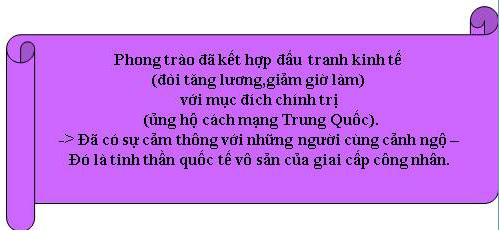 Phong trào đã kết hợp đấu tranh kinh tế
(đòi tăng lương,giảm giờ làm)
với mục đích chính trị
(ủng hộ cách mạng Trung Quốc).
-> Đã có sự cảm thông với những người cùng cảnh ngộ –
Đó là tinh thần quốc tế vô sản của giai cấp công nhân.